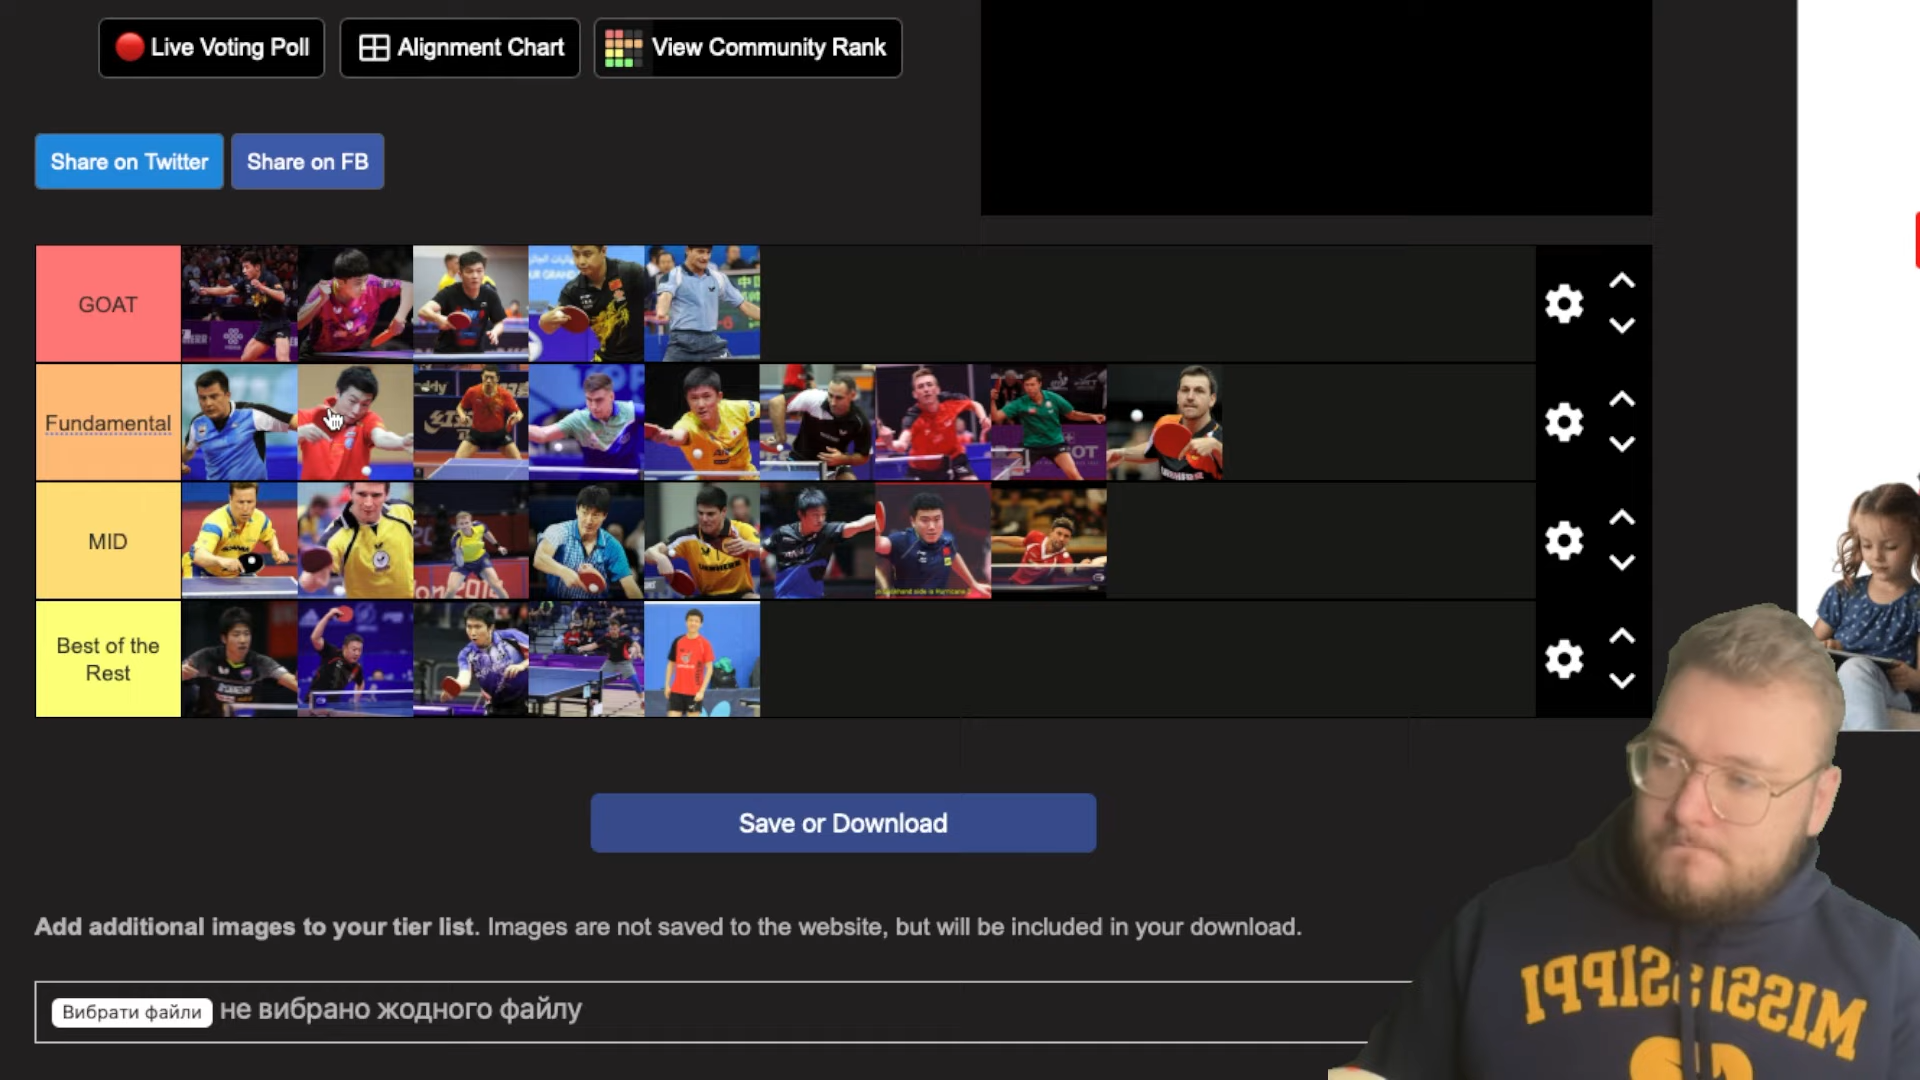 Live Voting Poll
Alignment Chart
View Community Rank
Share on Twitter
Share on FB
GOAT
Fundamental
MID
Best of the
Rest
Save or Download
Add additional images to your tier list. Images are not saved to the website, but will be included in your download.
Вибрати файли не вибрано жодного файлу
MISSISSIPPI